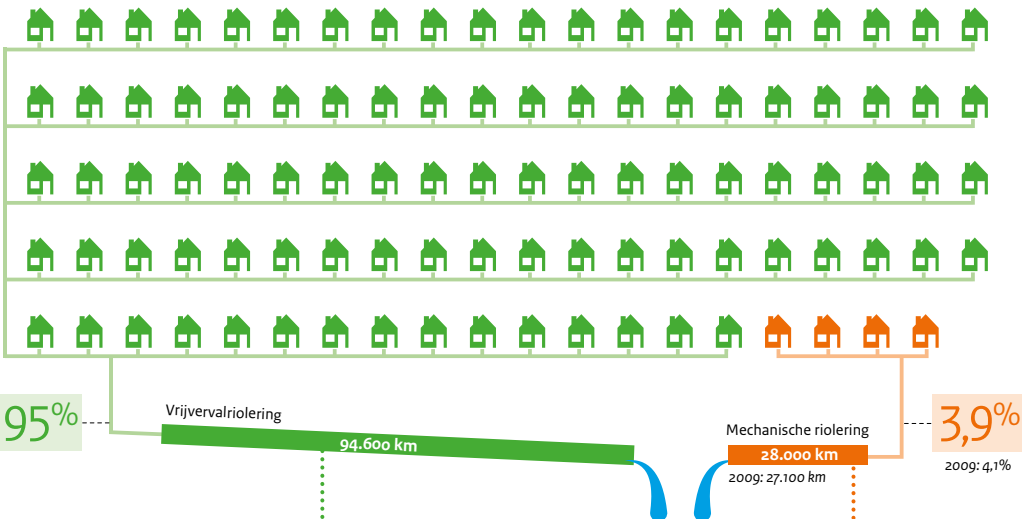 95%
Vrijvervalriolering
94.600 km
Mechanische riolering
28.000 km
2009: 27.100 km
3,9%
2009: 4,1%